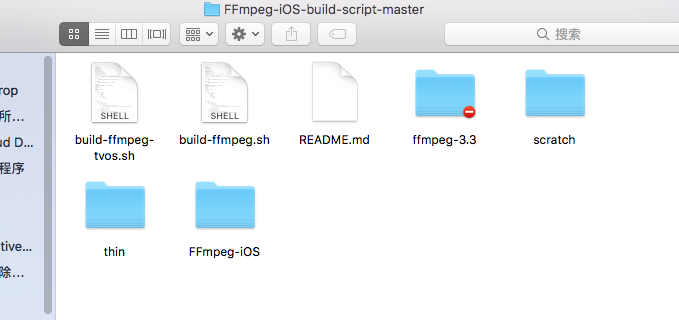 FFmpeg-iOS-build-script-master
搜索
rop
所…
ud D...
程序
tive...
除…
SHELL
SHELL
build-ffmpeg-
tvos.sh
build-ffmpeg.sh
README.md
ffmpeg-3.3
scratch
thin
FFmpeg-iOS